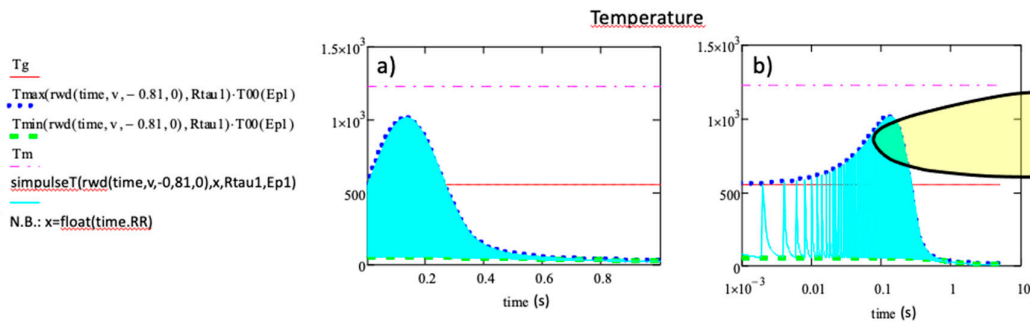 Temperature
Tg
Tmax(rwd(time,v,− 0.81,0),Rtau1)·T00(Ep1)
Tmin(rwd(time,v,− 0.81,0),Rtau1)·T00(Ep1)
Tm
simpulseT(rwd(time,v,-0,81,0),x,Rtau1,Ep1)
N.B.: x=float(time.RR)
a)
1.5×10³
1×10³
500
0
0.2 0.4 0.6 0.8
time (s)
b)
1.5×10³
1×10³
500
0
1×10⁻³ 0.01 0.1 1 10
time (s)